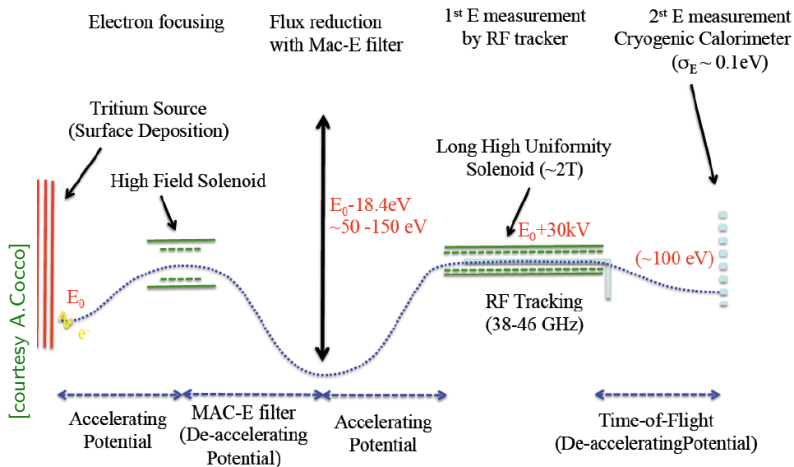 Electron focusing
Flux reduction
with Mac-E filter
1st E measurement
by RF tracker
2st E measurement
Cryogenic Calorimeter
(σE ~ 0.1eV)
Tritium Source
(Surface Deposition)
High Field Solenoid
Long High Uniformity
Solenoid (~2T)
E0-18.4eV
~50 -150 eV
E0+30kV
(~100 eV)
E0
e-
RF Tracking
(38-46 GHz)
[courtesy A.Cocco]
Accelerating
Potential
MAC-E filter
(De-accelerating
Potential)
Accelerating
Potential
Time-of-Flight
(De-acceleratingPotential)